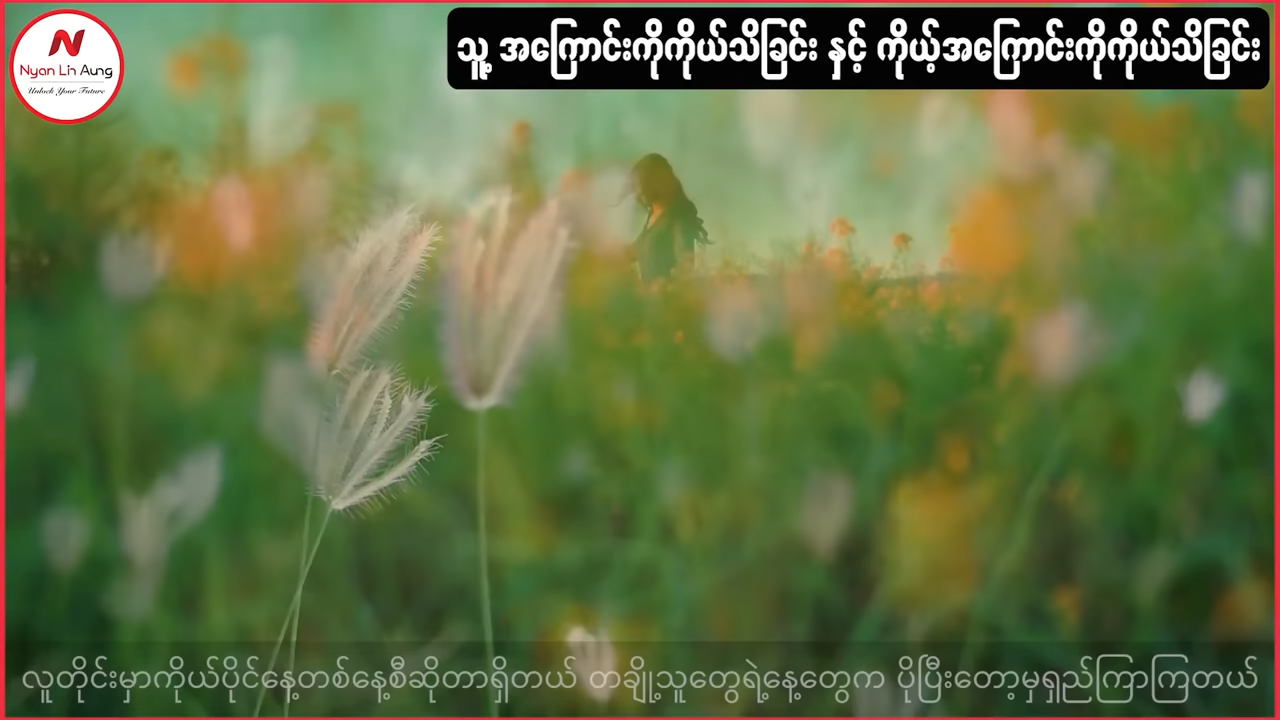 Nyan Lin Aung
Unlock Your Future
သူ့ အကြောင်းကိုကိုယ်သိခြင်း နှင့် ကိုယ့်အကြောင်းကိုကိုယ်သိခြင်း
လူတိုင်းမှာကိုယ်ပိုင်နေ့တစ်နေ့စီဆိုတာရှိတယ် တချို့သူတွေရဲ့နေ့တွေက ပိုပြီးတော့မှရှည်ကြာကြတယ်